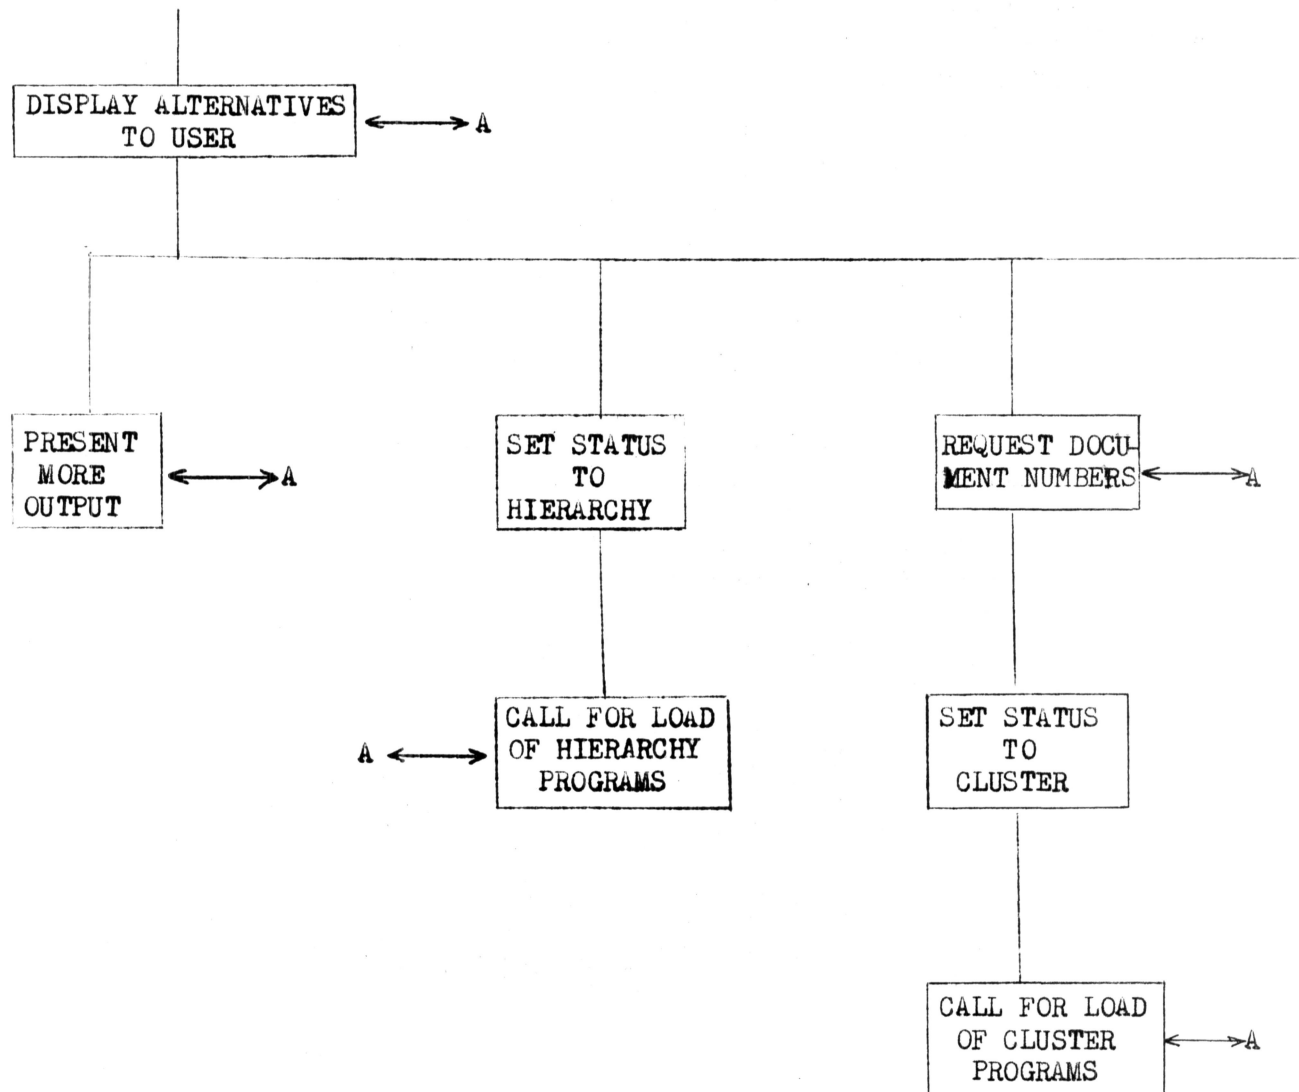 DISPLAY ALTERNATIVES
TO USER
A
PRESENT
MORE
OUTPUT
A
SET STATUS
TO
HIERARCHY
REQUEST DOCU-
MENT NUMBERS
A
A
CALL FOR LOAD
OF HIERARCHY
PROGRAMS
SET STATUS
TO
CLUSTER
CALL FOR LOAD
OF CLUSTER
PROGRAMS
A